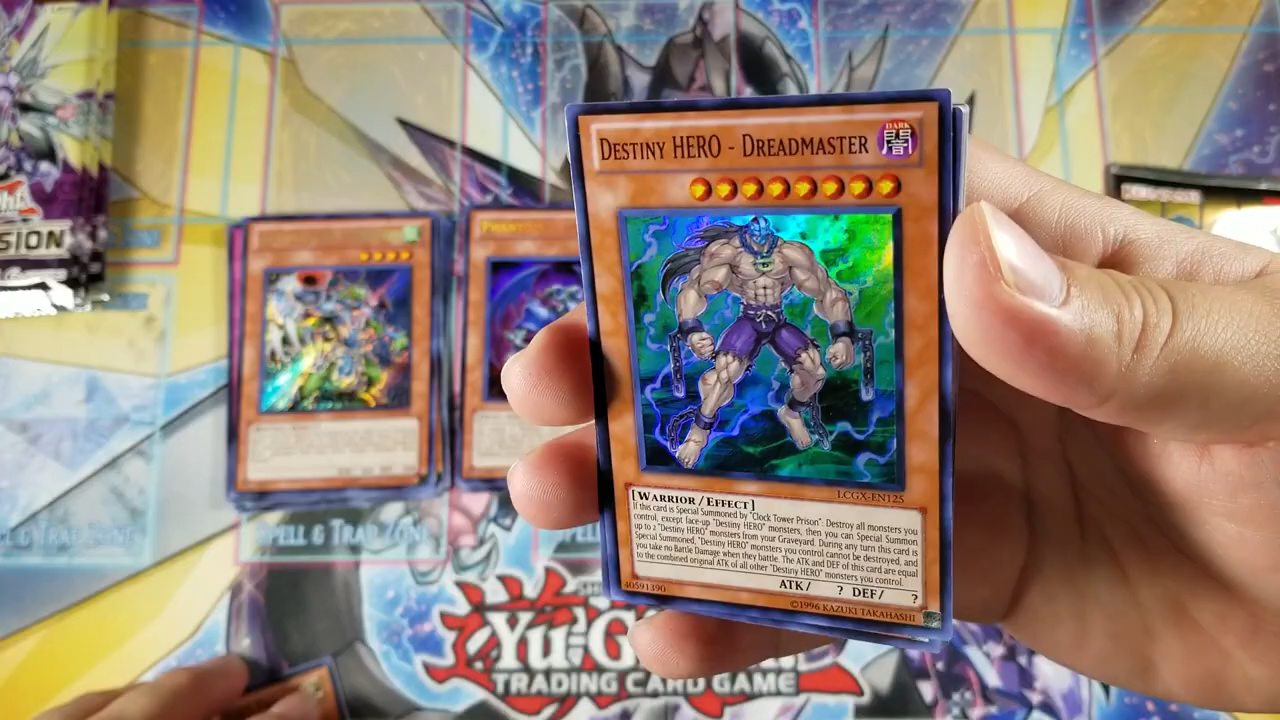 DESTINY HERO - DREADMASTER
DARK
闇
LCGX-EN125
[WARRIOR / EFFECT]
If this card is Special Summoned by "Clock Tower Prison": Destroy all monsters you
control, except face-up "Destiny HERO" monsters, then you can Special Summon
up to 2 "Destiny HERO" monsters from your Graveyard. During any turn this card is
Special Summoned, "Destiny HERO" monsters you control cannot be destroyed, and
you take no Battle Damage when they battle. The ATK and DEF of this card are equal
to the combined original ATK of all other "Destiny HERO" monsters you control.
ATK/ ? DEF/ ?
40591390
©1996 KAZUKI TAKAHASHI
PHANTOM
SION
SPELL & TRAP ZONE
YU-G
TRADING CARD GAME